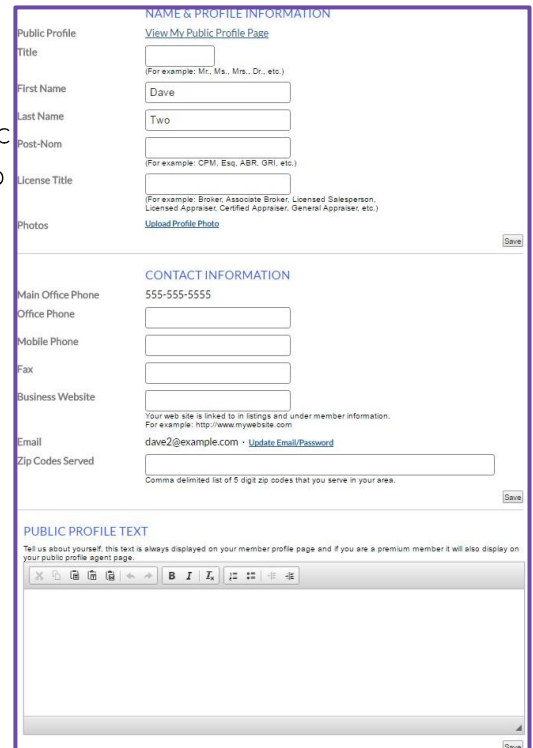 NAME & PROFILE INFORMATION
Public Profile View My Public Profile Page
Title
(For example: Mr., Ms., Mrs., Dr., etc.)
First Name Dave
Last Name Two
Post-Nom
(For example: CPM, Esq, ABR, GRI, etc.)
License Title
(For example: Broker, Associate Broker, Licensed Salesperson,
Licensed Appraiser, Certified Appraiser, General Appraiser, etc.)
Photos Upload Profile Photo
Save
CONTACT INFORMATION
Main Office Phone 555-555-5555
Office Phone
Mobile Phone
Fax
Business Website
Your web site is linked to in listings and under member information.
For example: http://www.mywebsite.com
Email dave2@example.com · Update Email/Password
Zip Codes Served
Comma delimited list of 5 digit zip codes that you serve in your area.
Save
PUBLIC PROFILE TEXT
Tell us about yourself, this text is always displayed on your member profile page and if you are a premium member it will also display on
your public profile agent page.
B I Ix
Save